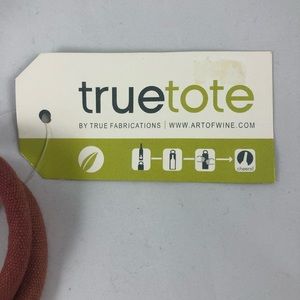 truetote
BY TRUE FABRICATIONS | WWW.ARTOFWINE.COM
cheers!